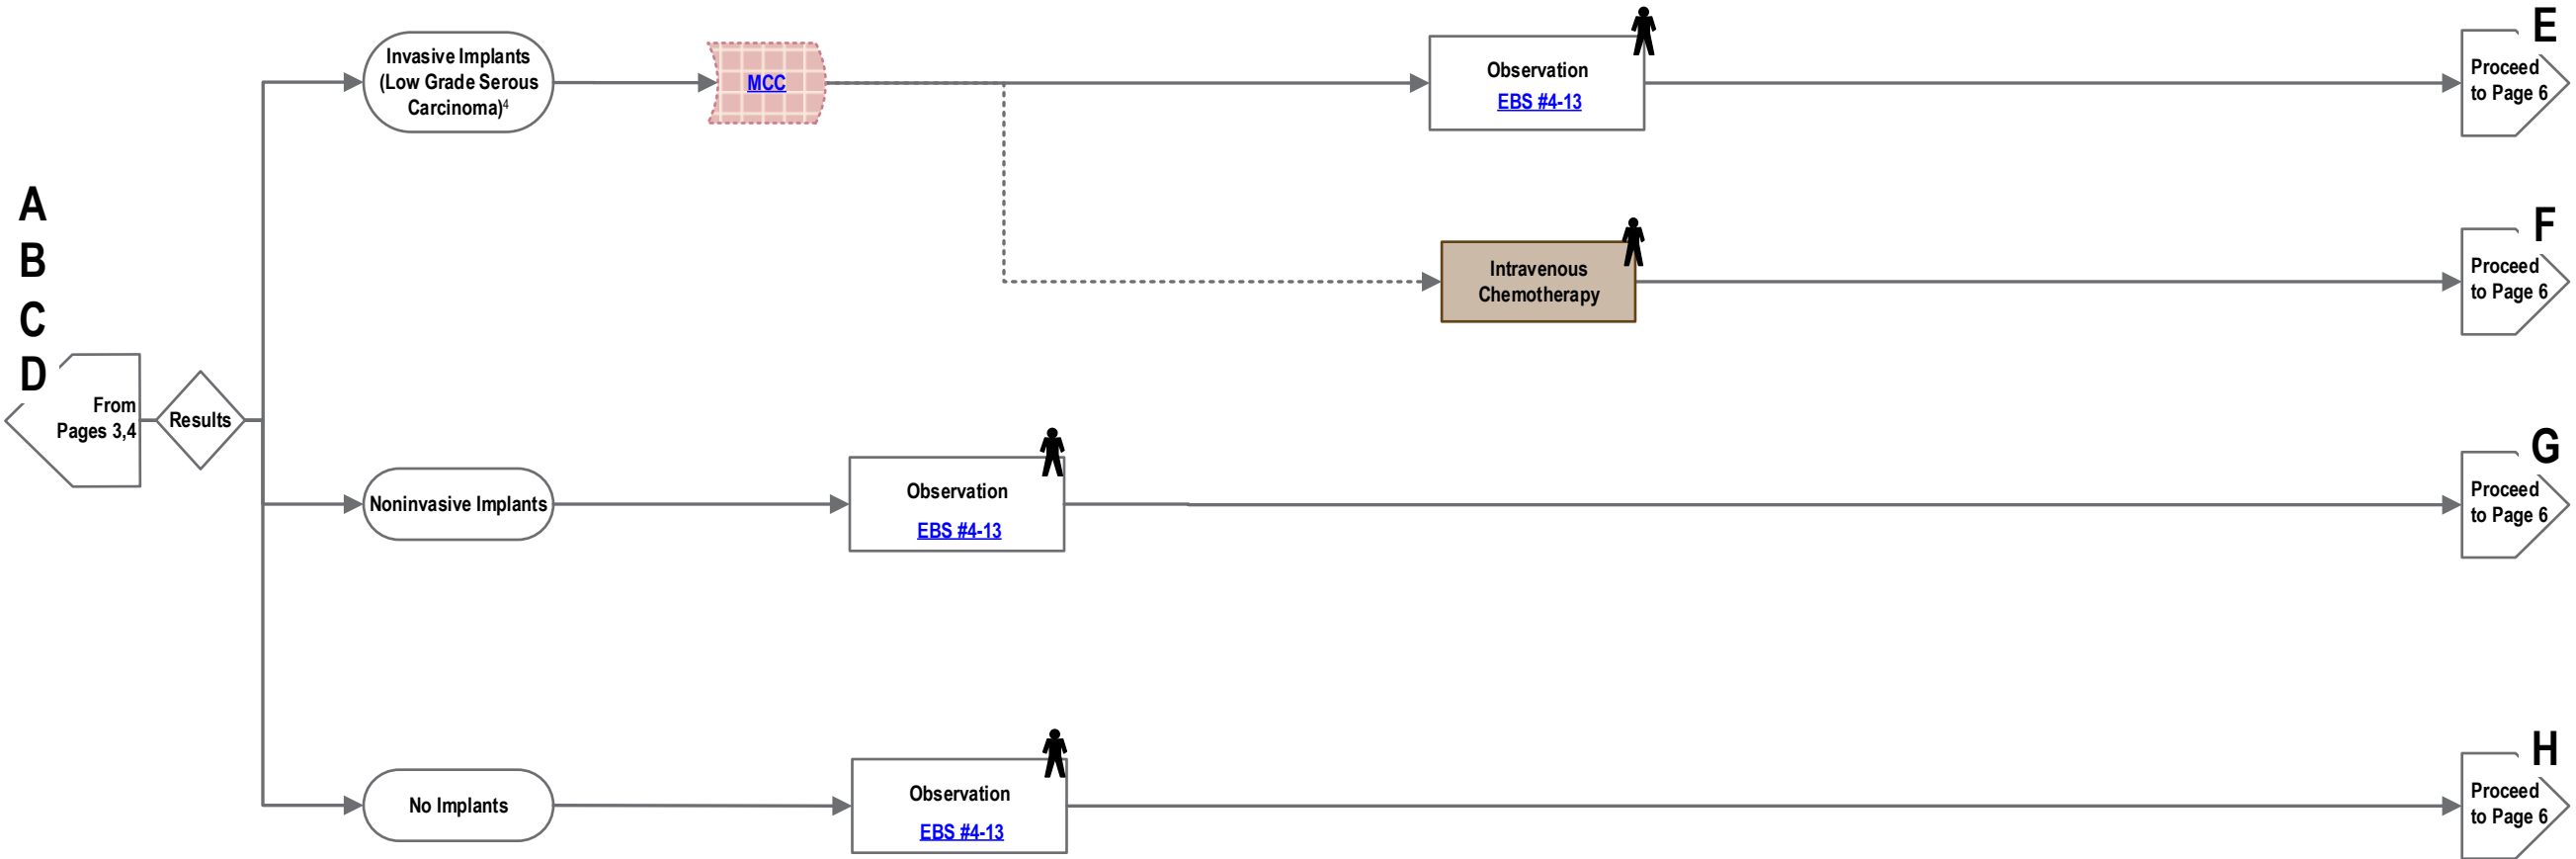 A
B
C
D
From
Pages 3,4
Results
Invasive Implants
(Low Grade Serous
Carcinoma)4
MCC
Observation
EBS #4-13
E
Proceed
to Page 6
Intravenous
Chemotherapy
F
Proceed
to Page 6
Noninvasive Implants
Observation
EBS #4-13
G
Proceed
to Page 6
No Implants
Observation
EBS #4-13
H
Proceed
to Page 6